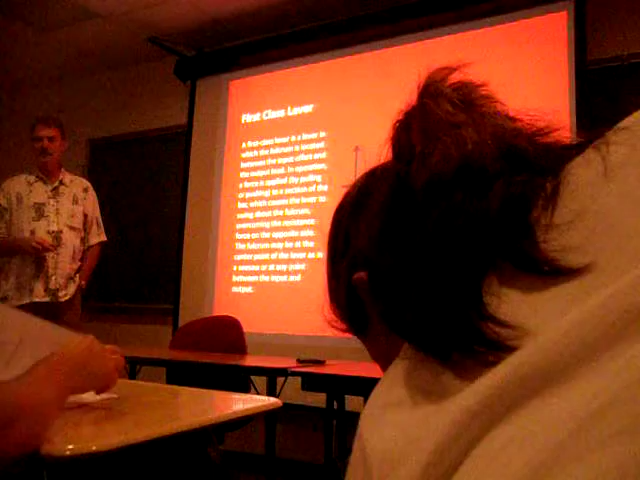 First Class Lever
A first-class lever is a lever in
which the fulcrum is located
between the input effort and
the output load. In operation,
a force is applied (by pulling
or pushing) to a section of the
bar, which causes the lever to
swing about the fulcrum,
overcoming the resistance
force on the opposite side.
The fulcrum may be at the
center point of the lever as in
a seesaw or at any point
between the input and
output.